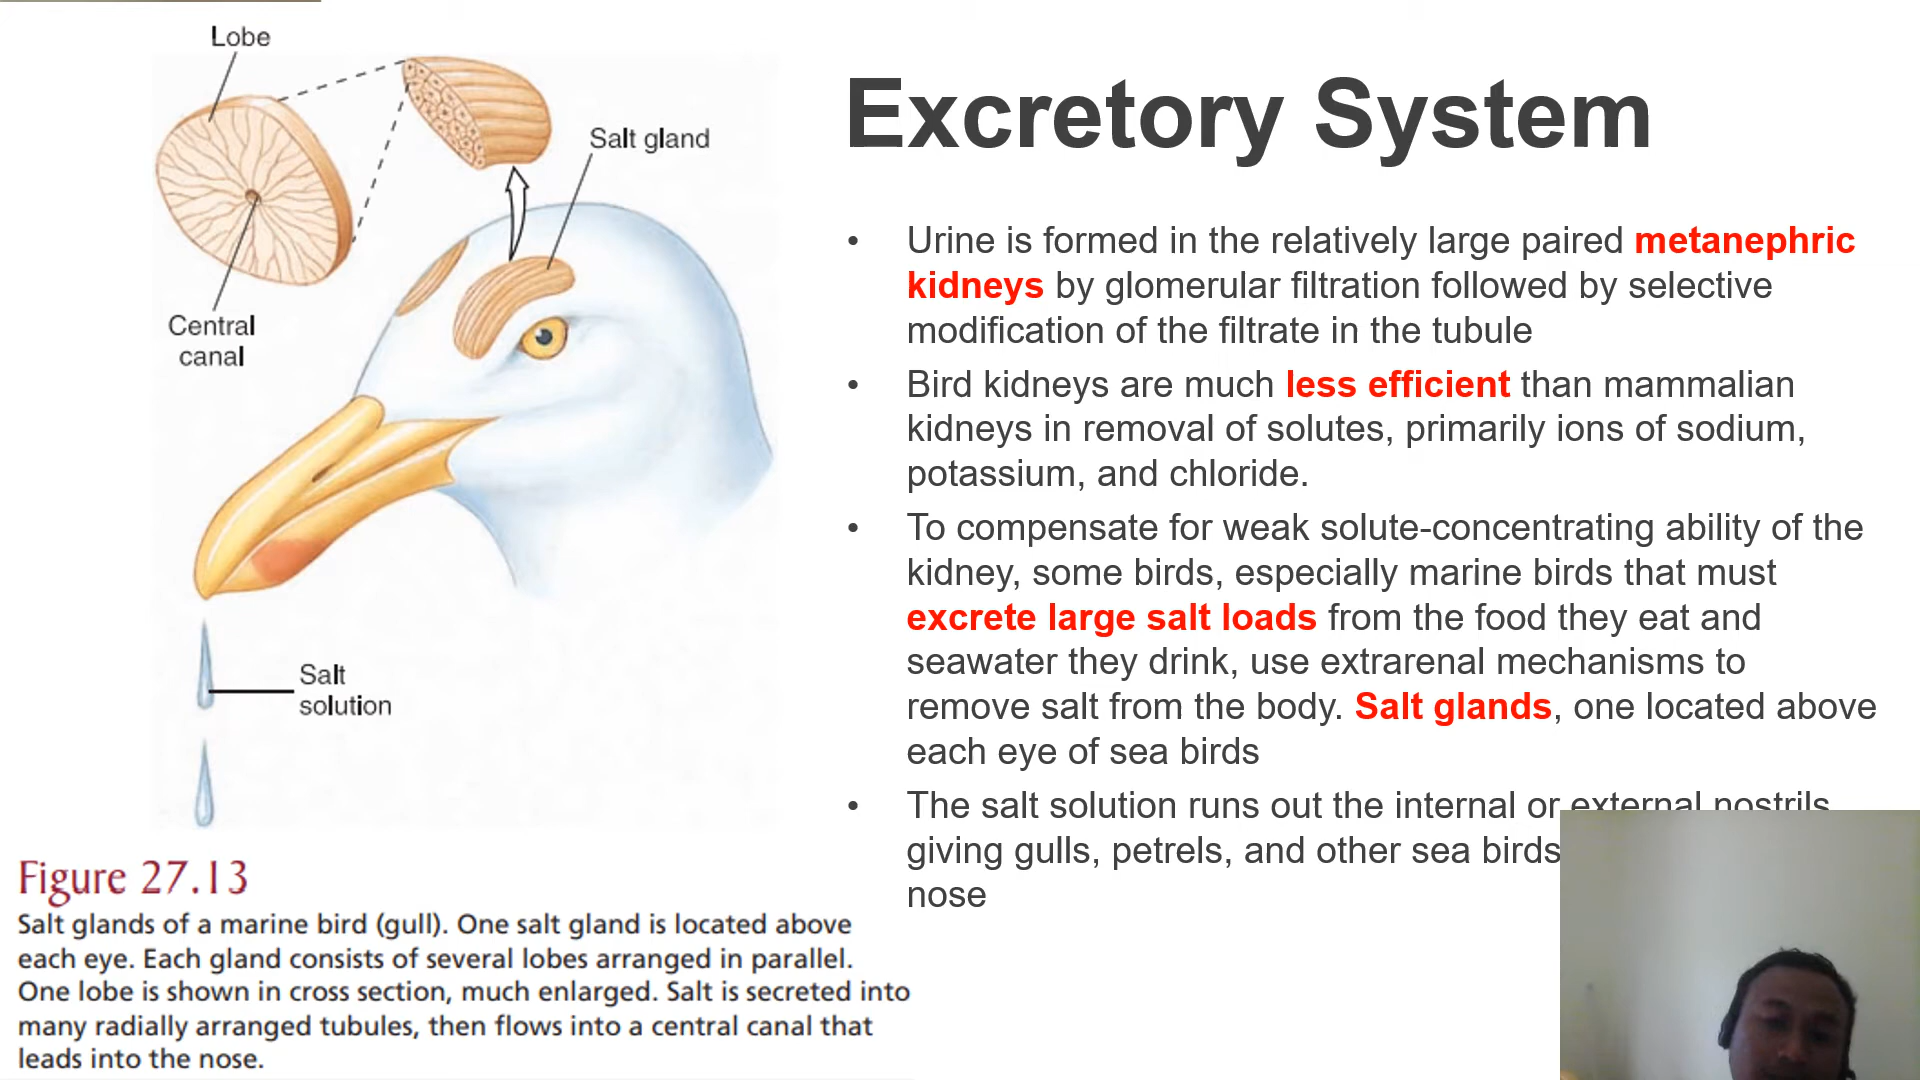 Lobe
Salt gland
Central
canal
Salt
solution
Figure 27.13
Salt glands of a marine bird (gull). One salt gland is located above
each eye. Each gland consists of several lobes arranged in parallel.
One lobe is shown in cross section, much enlarged. Salt is secreted into
many radially arranged tubules, then flows into a central canal that
leads into the nose.
Excretory System
• Urine is formed in the relatively large paired metanephric
kidneys by glomerular filtration followed by selective
modification of the filtrate in the tubule
• Bird kidneys are much less efficient than mammalian
kidneys in removal of solutes, primarily ions of sodium,
potassium, and chloride.
• To compensate for weak solute-concentrating ability of the
kidney, some birds, especially marine birds that must
excrete large salt loads from the food they eat and
seawater they drink, use extrarenal mechanisms to
remove salt from the body. Salt glands, one located above
each eye of sea birds
• The salt solution runs out the internal or external nostrils
giving gulls, petrels, and other sea birds
nose